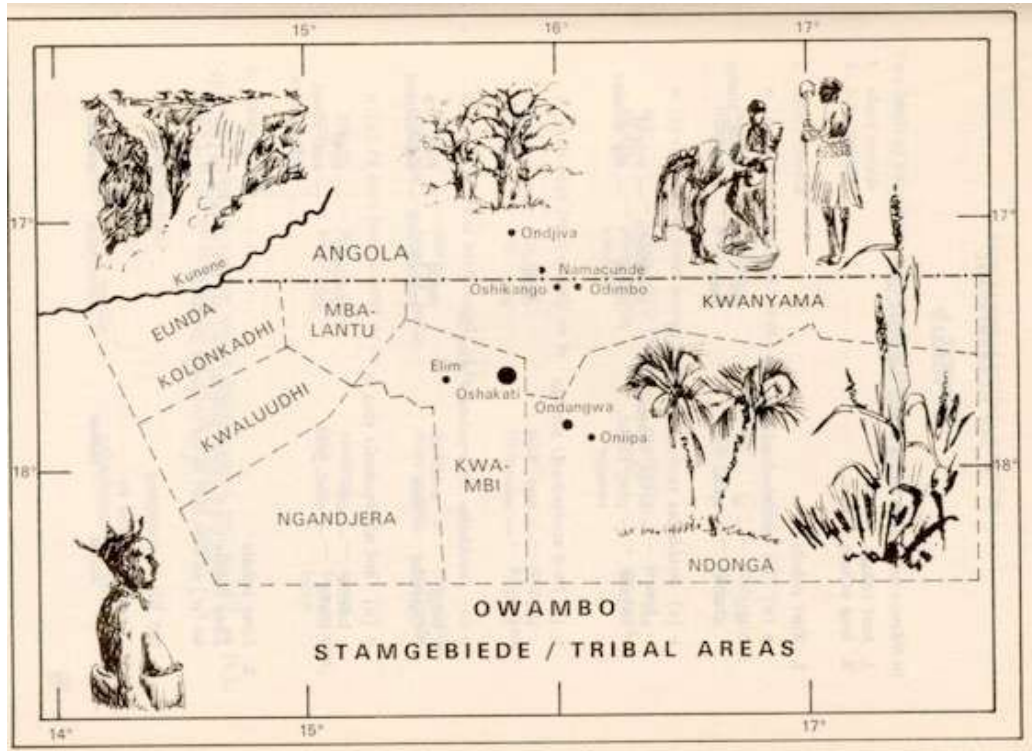 15° 16° 17°
17° 17°
Kunene
ANGOLA
Ondjiva
Namacunde
Oshikango Odimbo
KWANYAMA
EUNDA
MBA-
LANTU
KOLONKADHI
Elim
Oshakati
KWALUUDHI
Ondangwa
Oniipa
18° 18°
KWA-
MBI
NGANDJERA
NDONGA
OWAMBO
STAMGEBIEDE / TRIBAL AREAS
14° 15° 17°